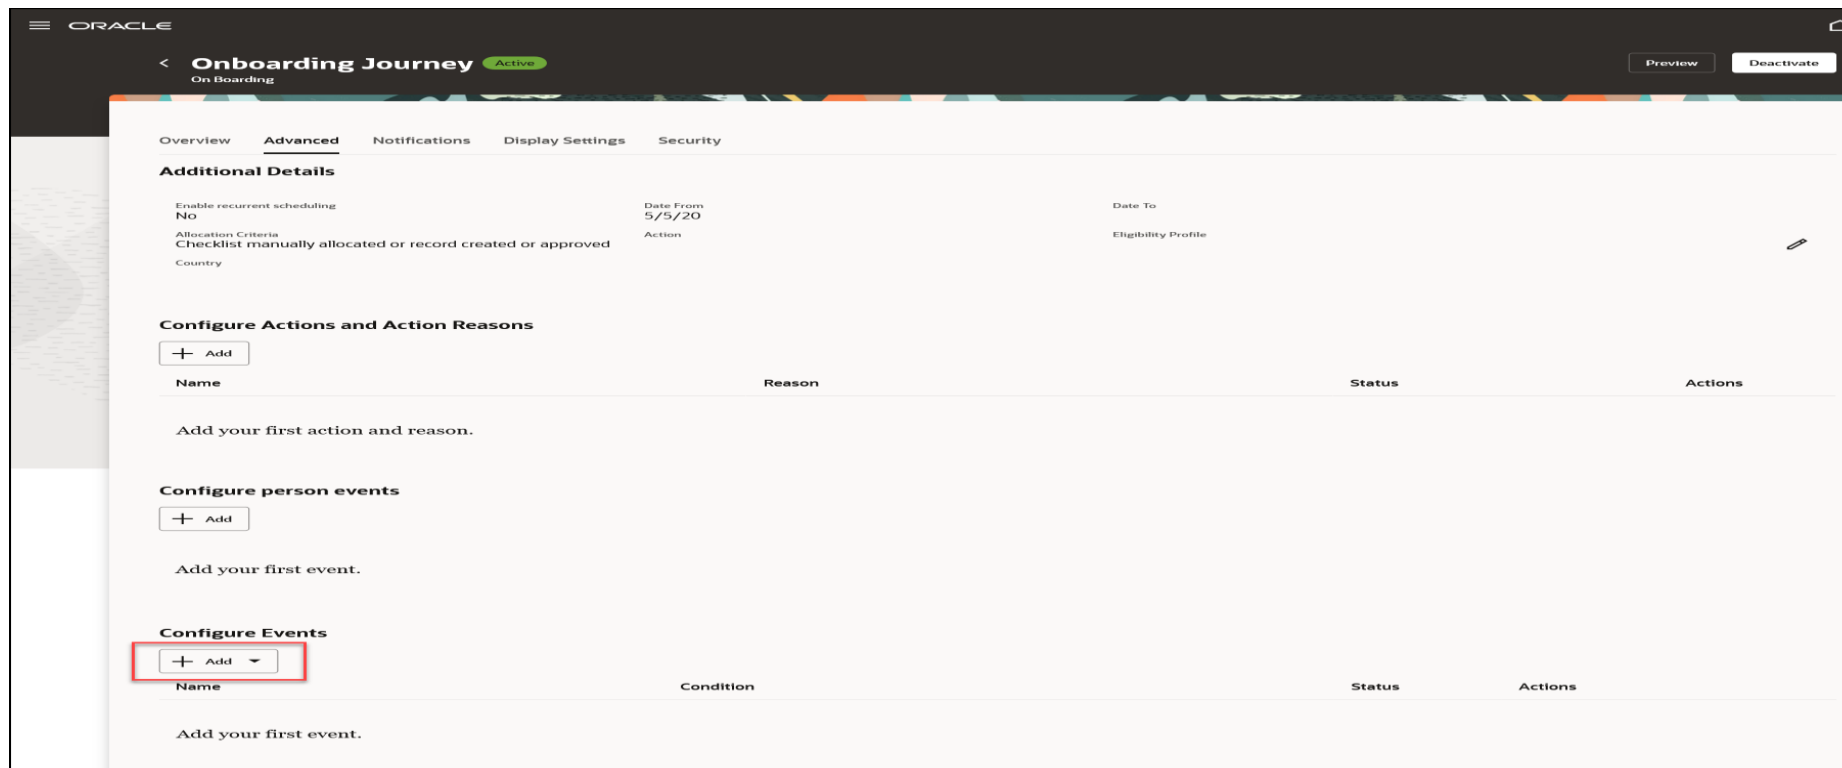 ORACLE
Onboarding Journey Active
On Boarding
Preview Deactivate
Overview Advanced Notifications Display Settings Security
Additional Details
Enable recurrent scheduling Date From Date To
No 5/5/20
Allocation Criteria Action Eligibility Profile
Checklist manually allocated or record created or approved
Country
Configure Actions and Action Reasons
Add
Name Reason Status Actions
Add your first action and reason.
Configure person events
Add
Add your first event.
Configure Events
Add
Name Condition Status Actions
Add your first event.